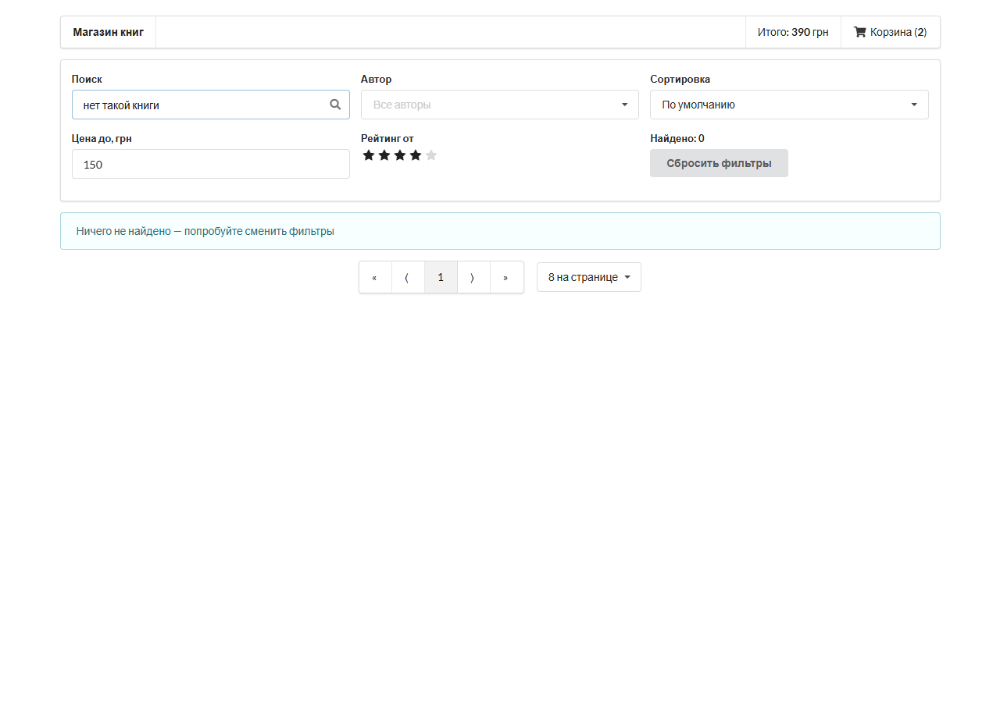 Магазин книг
Итого: 390 грн
Корзина (2)
Поиск
Автор
Сортировка
нет такой книги
Все авторы
По умолчанию
Цена до, грн
Рейтинг от
Найдено: 0
150
Сбросить фильтры
Ничего не найдено — попробуйте сменить фильтры
« ⟨ 1 ⟩ »
8 на странице